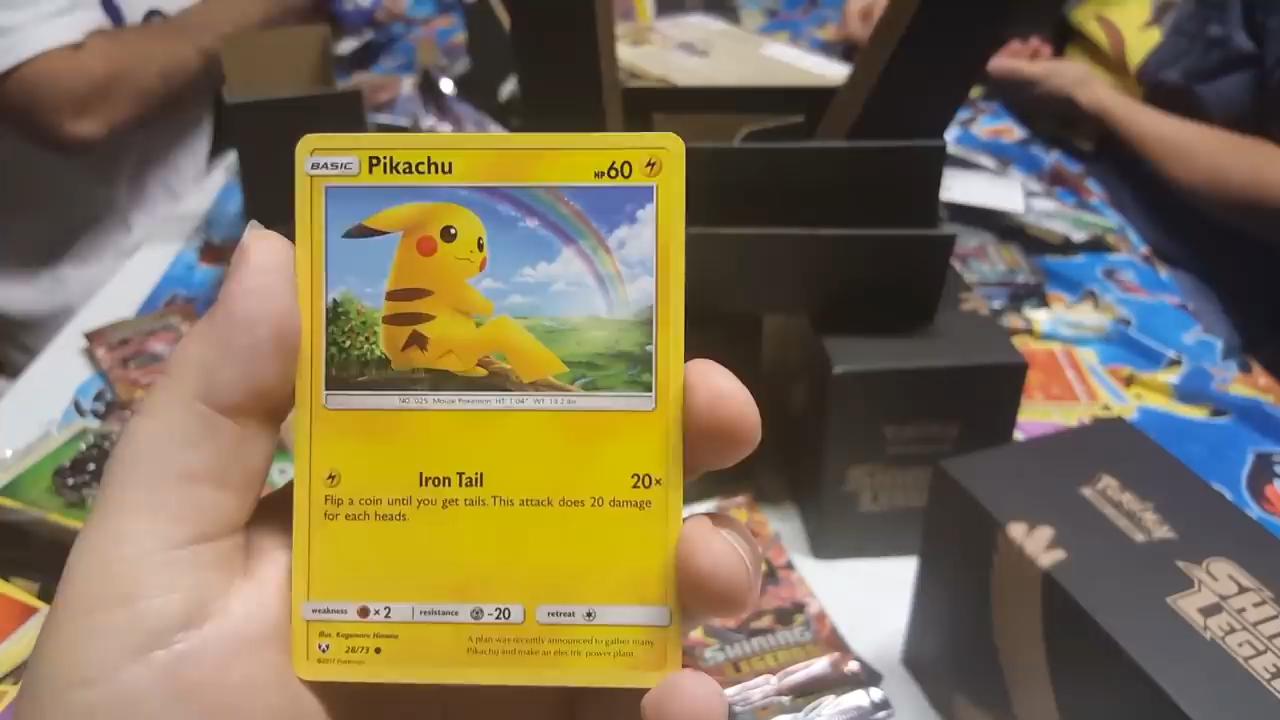 BASIC Pikachu HP60
NO. 025 Mouse Pokémon HT: 1'04" WT: 13.2 lbs
Iron Tail 20×
Flip a coin until you get tails. This attack does 20 damage
for each heads.
weakness ×2 resistance -20 retreat
Illus. Kagemaru Himeno
28/73
©2017 Pokémon
A plan was recently announced to gather many
Pikachu and make an electric power plant.
SHINING
LEGENDS
Pokémon
SHIN
LEGE